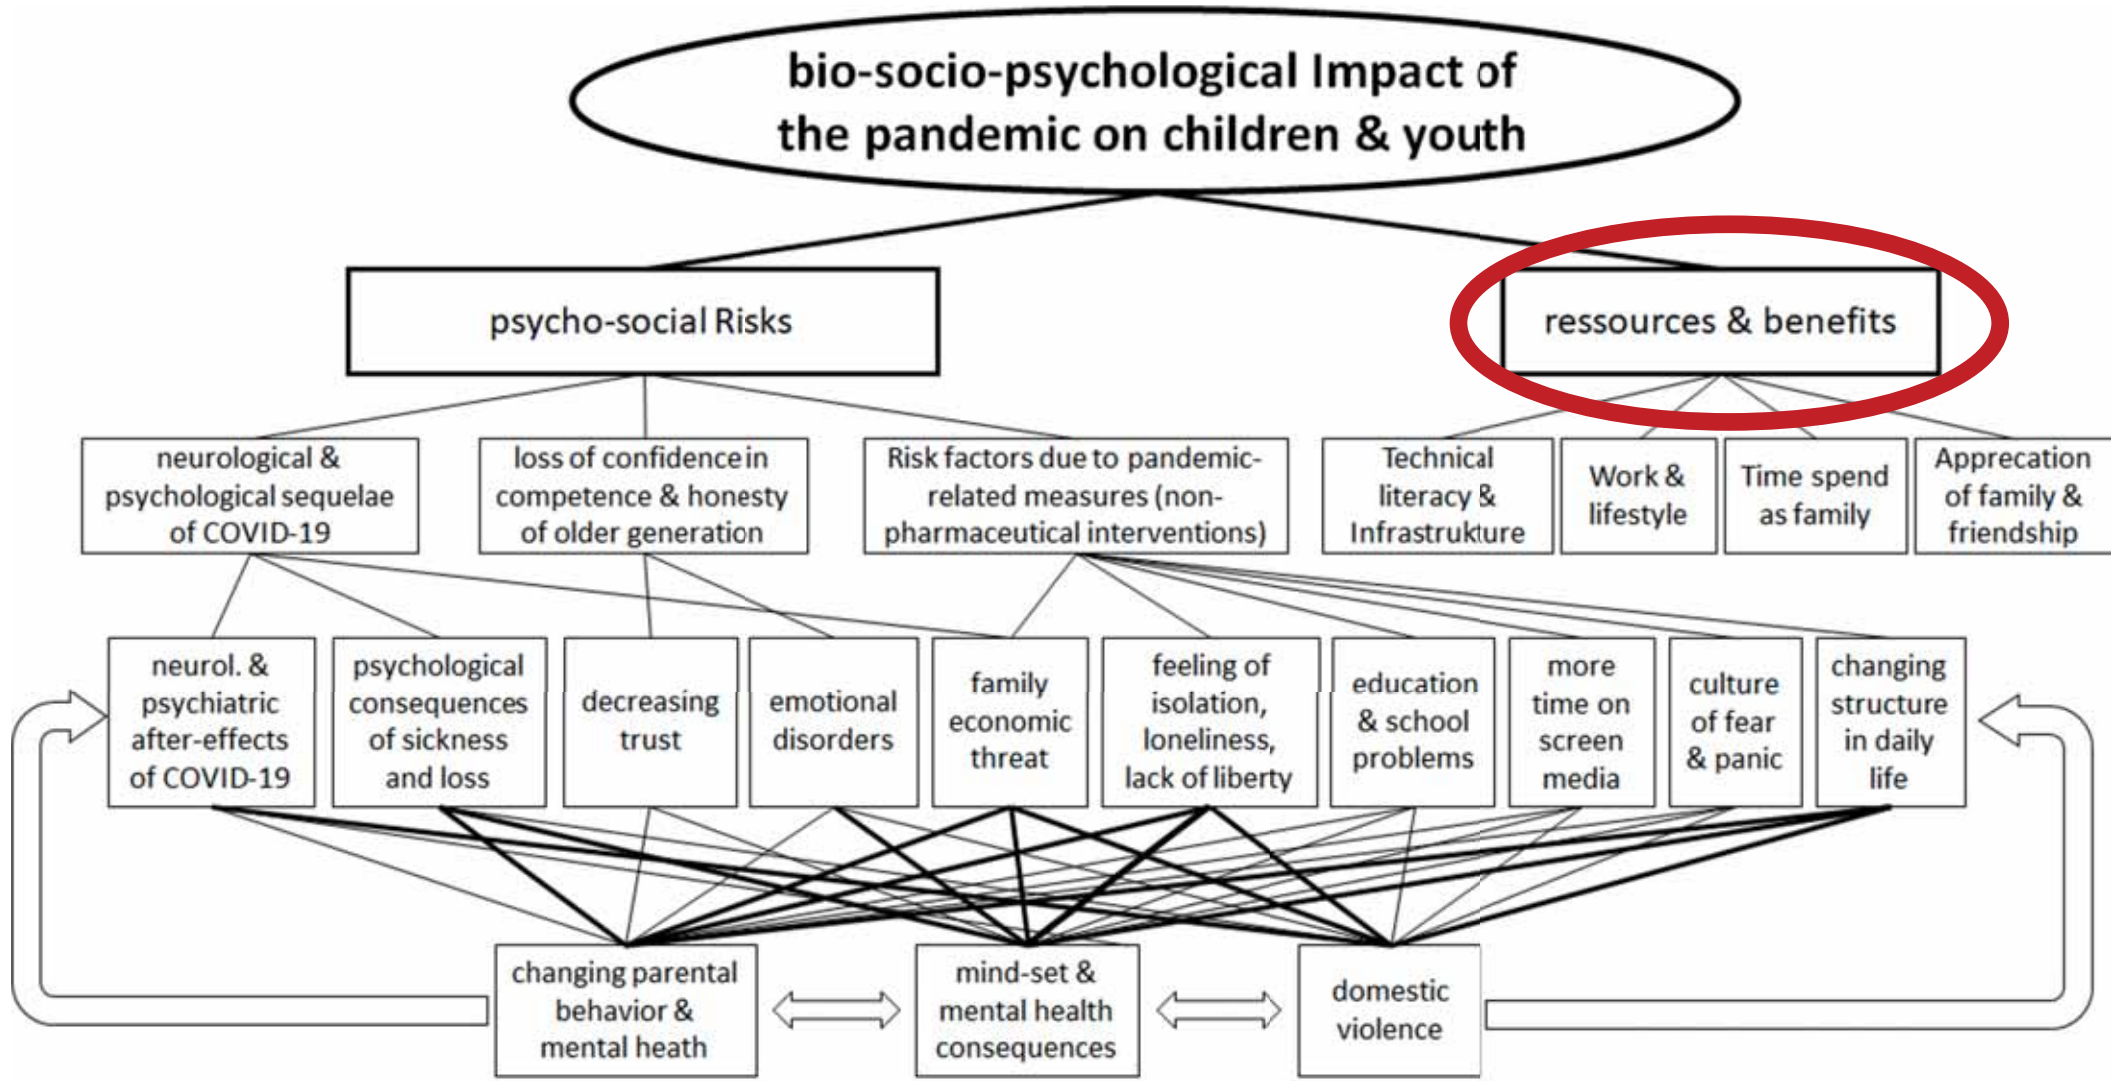 bio-socio-psychological Impact of
the pandemic on children & youth
psycho-social Risks
ressources & benefits
neurological &
psychological sequelae
of COVID-19
loss of confidence in
competence & honesty
of older generation
Risk factors due to pandemic-
related measures (non-
pharmaceutical interventions)
Technical
literacy &
Infrastrukture
Work &
lifestyle
Time spend
as family
Apprecation
of family &
friendship
neurol. &
psychiatric
after-effects
of COVID-19
psychological
consequences
of sickness
and loss
decreasing
trust
emotional
disorders
family
economic
threat
feeling of
isolation,
loneliness,
lack of liberty
education
& school
problems
more
time on
screen
media
culture
of fear
& panic
changing
structure
in daily
life
changing parental
behavior &
mental heath
mind-set &
mental health
consequences
domestic
violence